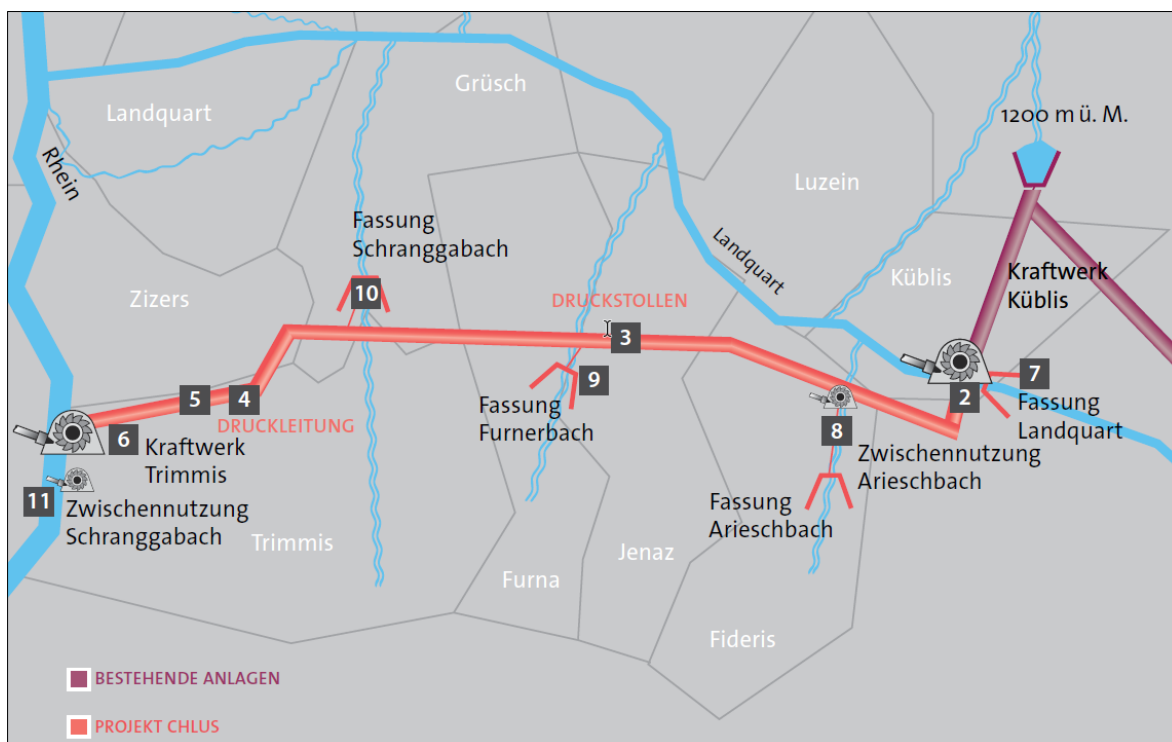 Grüsch
Landquart
1200 m ü. M.
Rhein
Luzein
Fassung
Schranggabach
10
Landquart
Küblis
Kraftwerk
Küblis
Zizers
DRUCKSTOLLEN
3
9
7
2
5
4
Fassung
Furnerbach
Fassung
Landquart
8
DRUCKLEITUNG
6
Kraftwerk
Trimmis
Zwischennutzung
Arieschbach
11
Zwischennutzung
Schranggabach
Fassung
Arieschbach
Trimmis
Jenaz
Furna
Fideris
BESTEHENDE ANLAGEN
PROJEKT CHLUS